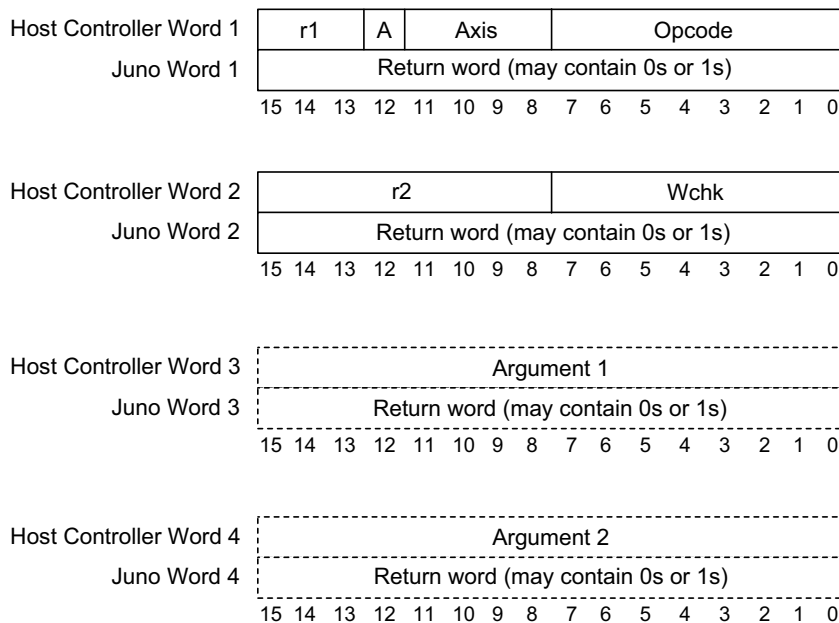 Host Controller Word 1 r1 A Axis Opcode
Juno Word 1 Return word (may contain 0s or 1s)
15 14 13 12 11 10 9 8 7 6 5 4 3 2 1 0
Host Controller Word 2 r2 Wchk
Juno Word 2 Return word (may contain 0s or 1s)
15 14 13 12 11 10 9 8 7 6 5 4 3 2 1 0
Host Controller Word 3 Argument 1
Juno Word 3 Return word (may contain 0s or 1s)
15 14 13 12 11 10 9 8 7 6 5 4 3 2 1 0
Host Controller Word 4 Argument 2
Juno Word 4 Return word (may contain 0s or 1s)
15 14 13 12 11 10 9 8 7 6 5 4 3 2 1 0